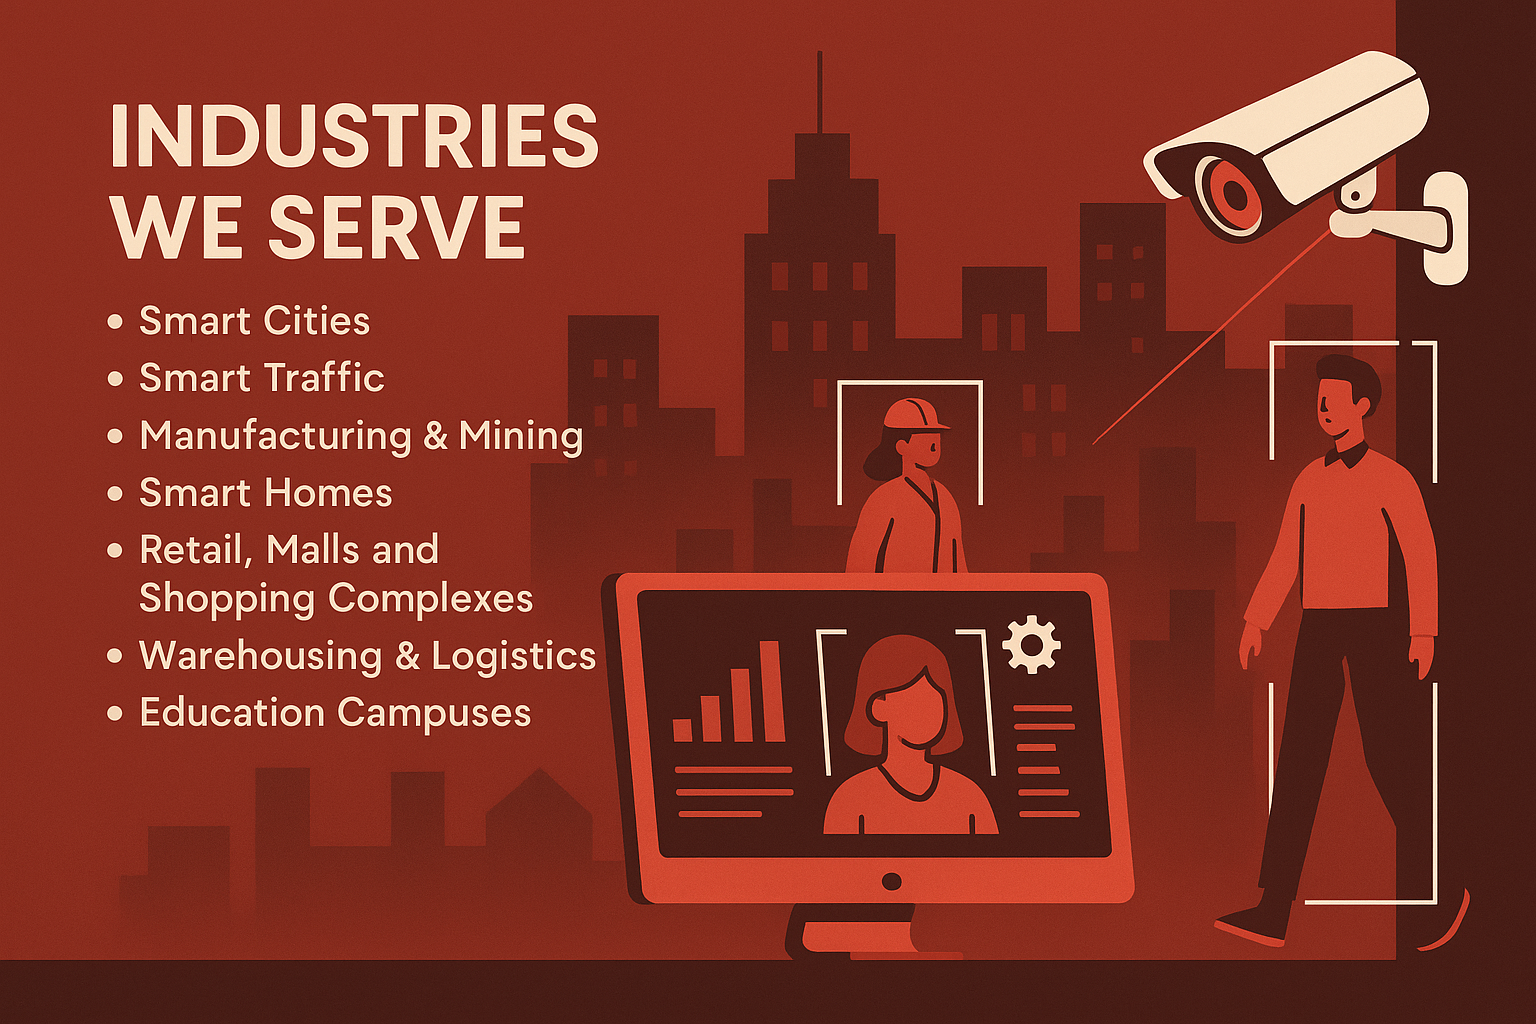 INDUSTRIES
WE SERVE
• Smart Cities
• Smart Traffic
• Manufacturing & Mining
• Smart Homes
• Retail, Malls and
Shopping Complexes
• Warehousing & Logistics
• Education Campuses